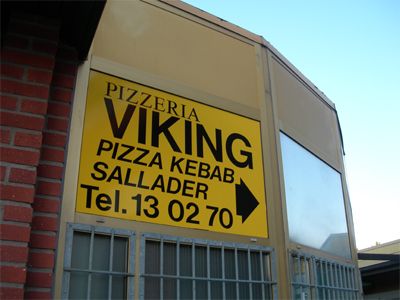 PIZZERIA
VIKING
PIZZA KEBAB
SALLADER
Tel. 13 02 70